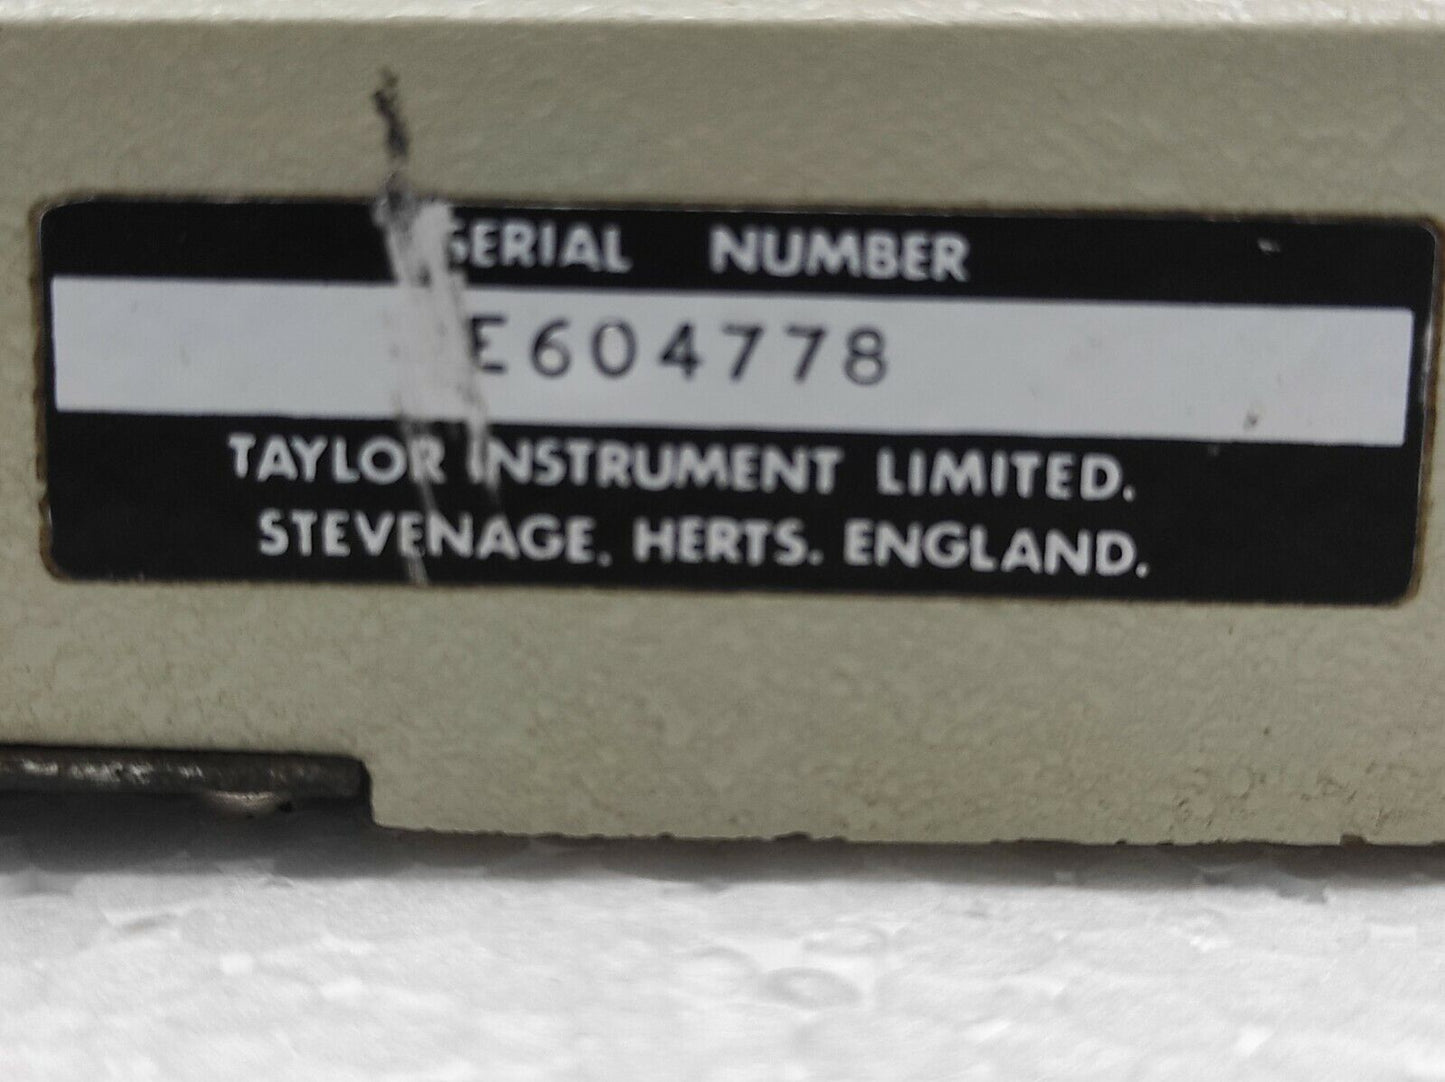 SERIAL NUMBER
E604778
TAYLOR INSTRUMENT LIMITED.
STEVENAGE. HERTS. ENGLAND.